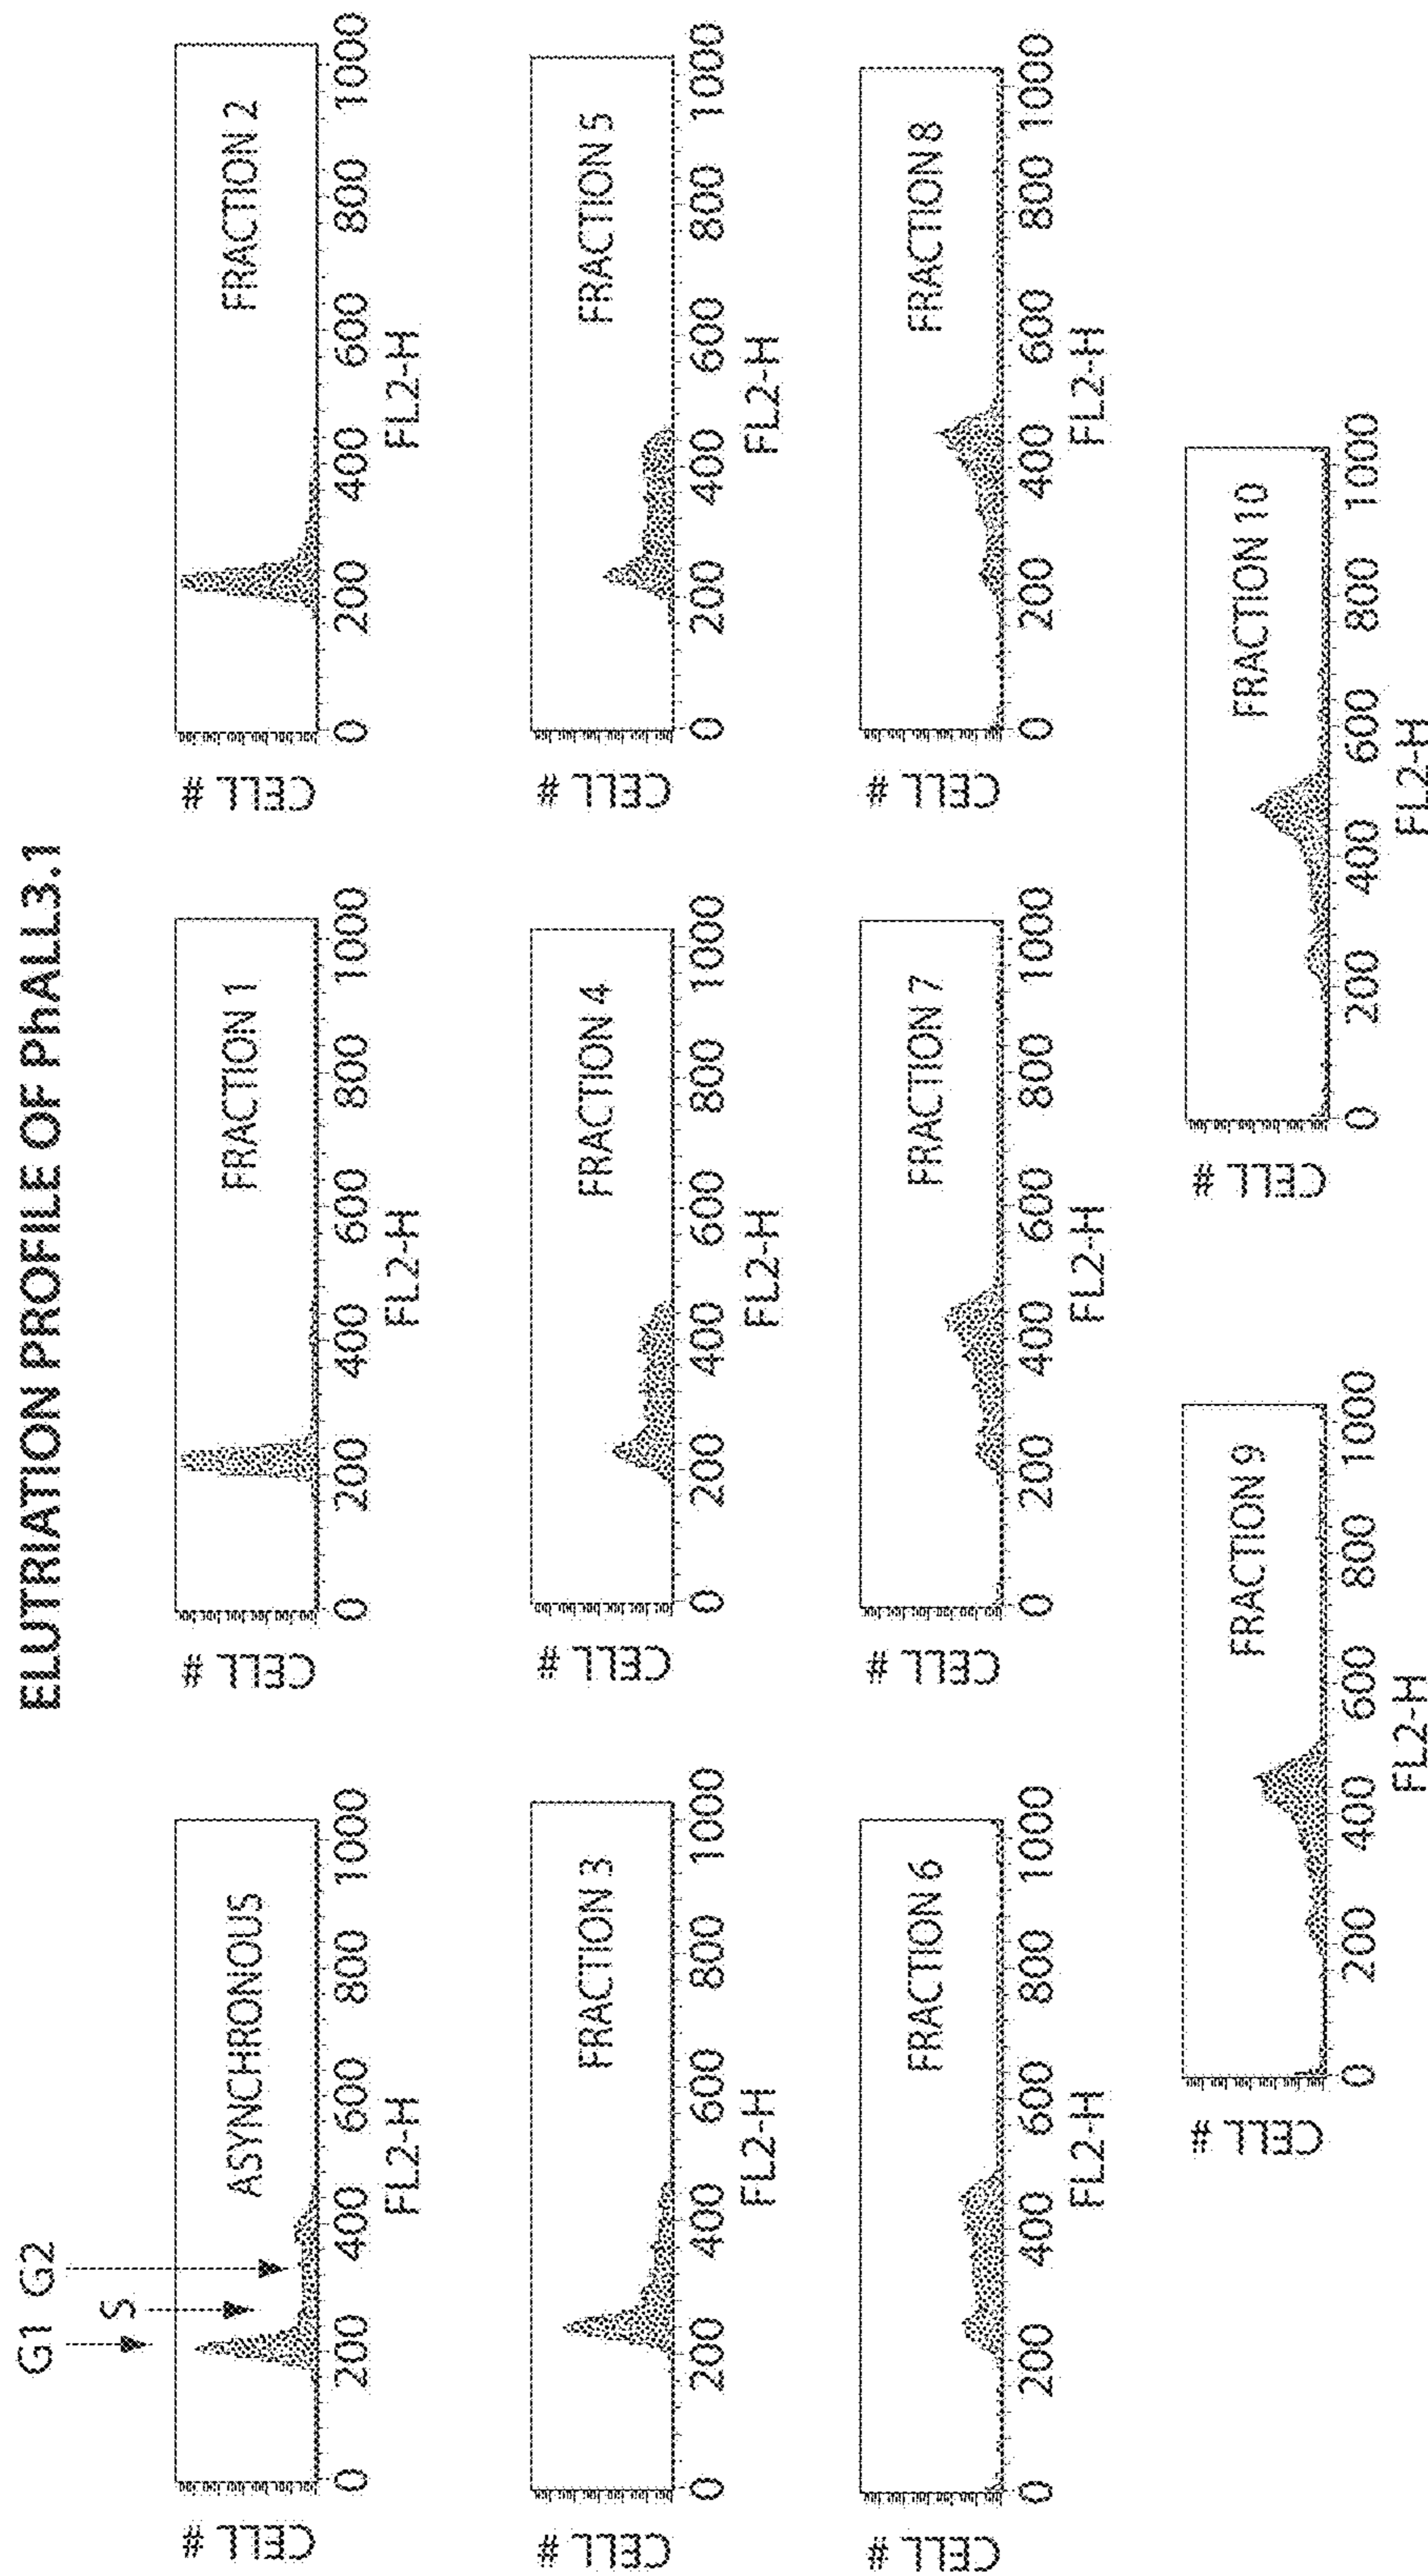 ELUTRIATION PROFILE OF PhALL3.1
G1 G2
S
CELL #
ASYNCHRONOUS
0 200 400 600 800 1000
FL2-H
CELL #
FRACTION 1
0 200 400 600 800 1000
FL2-H
CELL #
FRACTION 2
0 200 400 600 800 1000
FL2-H
CELL #
FRACTION 3
0 200 400 600 800 1000
FL2-H
CELL #
FRACTION 4
0 200 400 600 800 1000
FL2-H
CELL #
FRACTION 5
0 200 400 600 800 1000
FL2-H
CELL #
FRACTION 6
0 200 400 600 800 1000
FL2-H
CELL #
FRACTION 7
0 200 400 600 800 1000
FL2-H
CELL #
FRACTION 8
0 200 400 600 800 1000
FL2-H
CELL #
FRACTION 9
0 200 400 600 800 1000
FL2-H
CELL #
FRACTION 10
0 200 400 600 800 1000
FL2-H